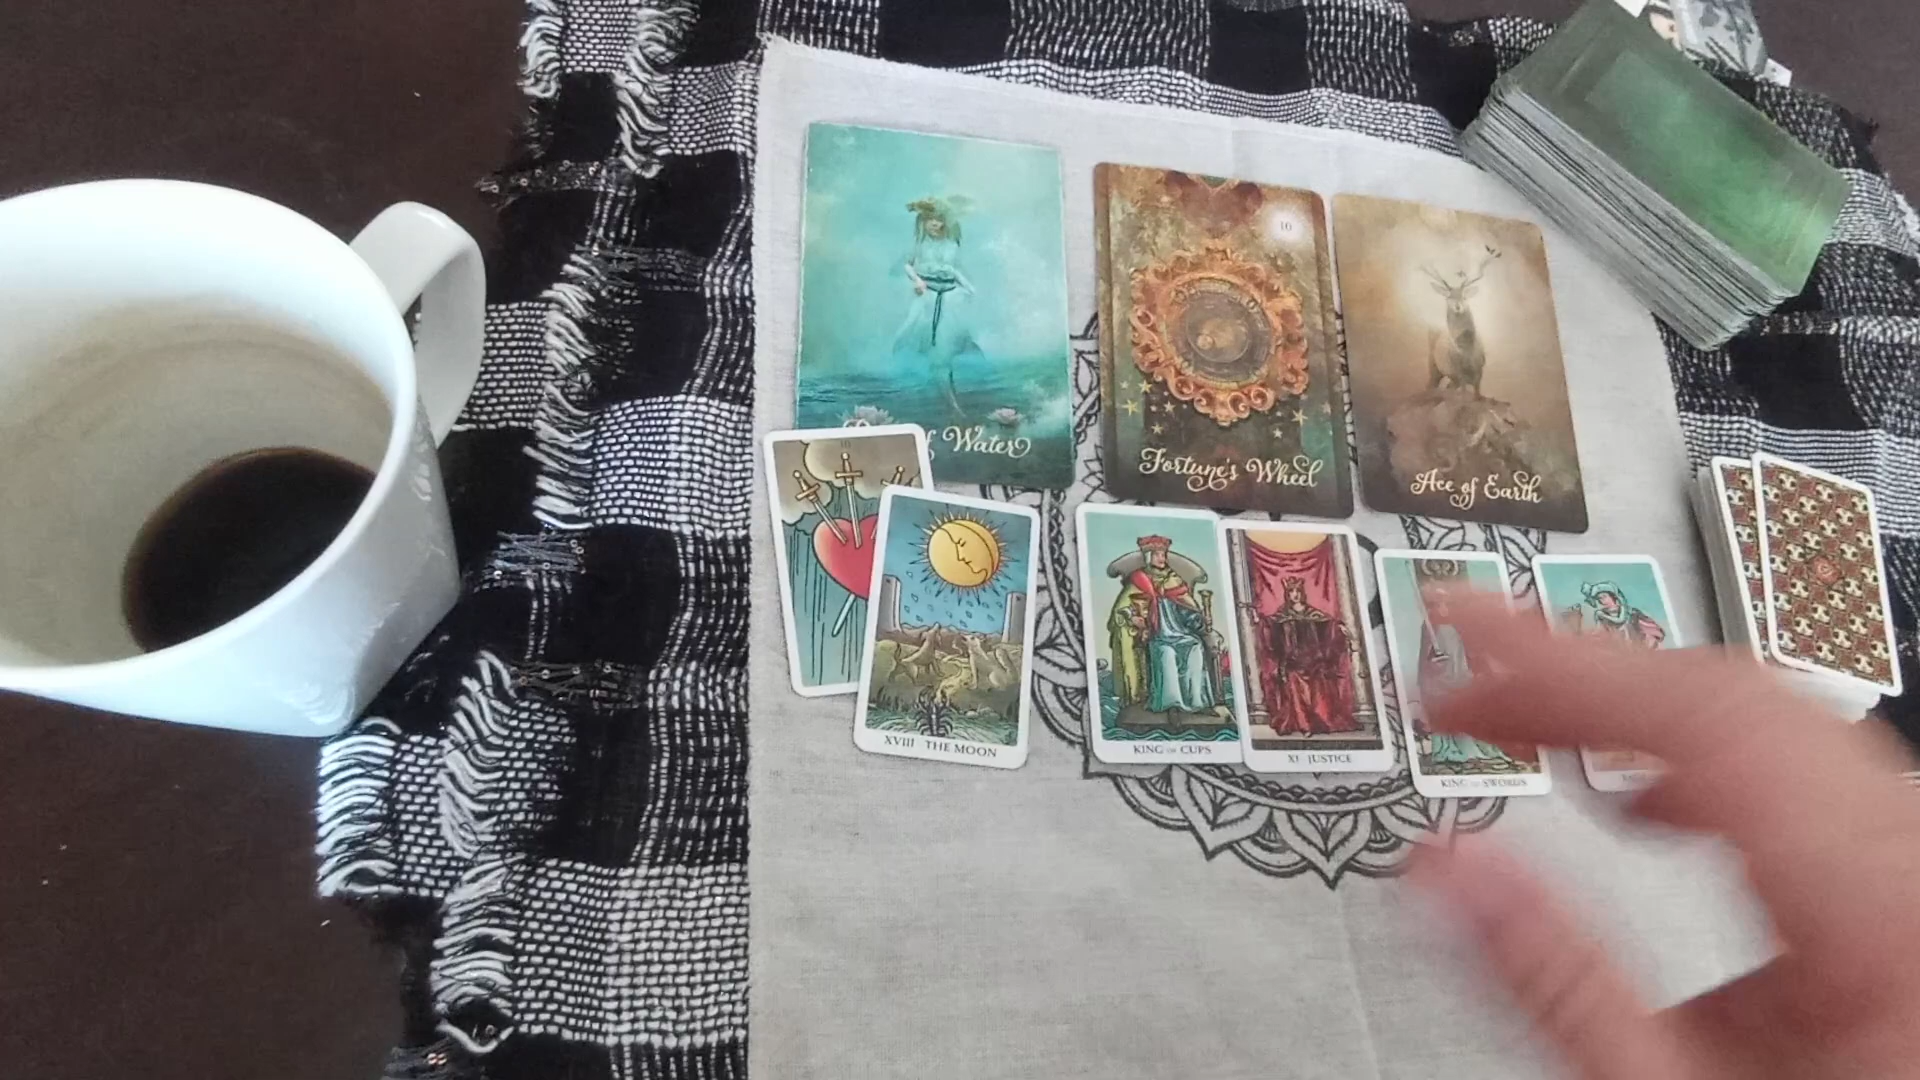 of Water
10
Fortune's Wheel
Ace of Earth
III
XVIII THE MOON
KING OF CUPS
XI JUSTICE
KING OF SWORDS